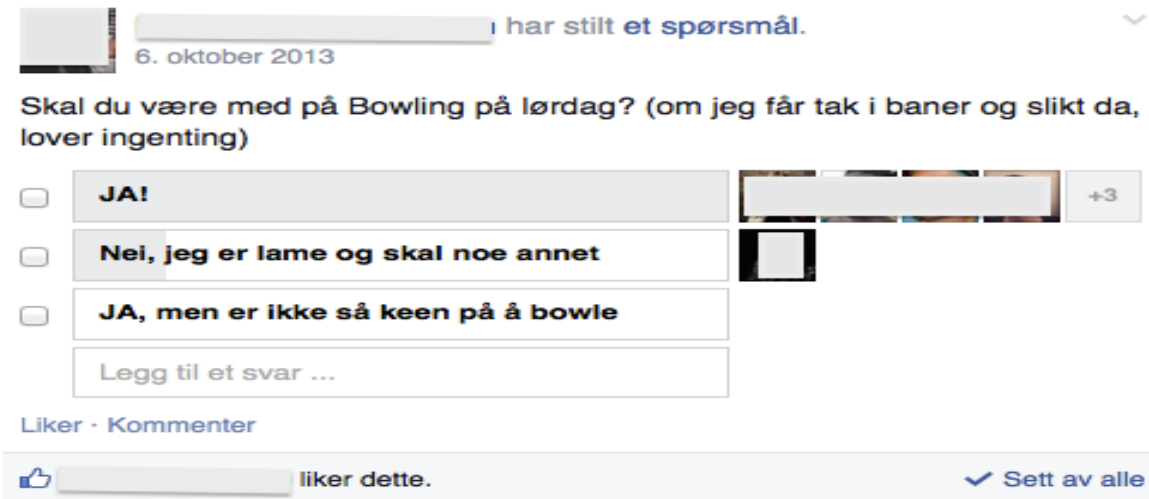 har stilt et spørsmål.
6. oktober 2013
Skal du være med på Bowling på lørdag? (om jeg får tak i baner og slikt da,
lover ingenting)
JA!
+3
Nei, jeg er lame og skal noe annet
JA, men er ikke så keen på å bowle
Legg til et svar ...
Liker · Kommenter
liker dette.
Sett av alle